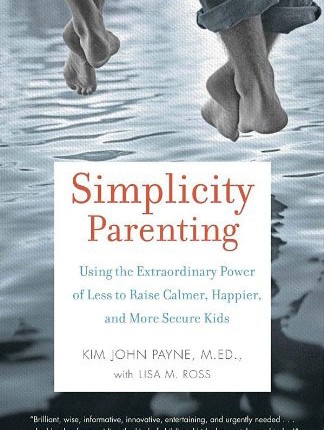 Simplicity
Parenting
Using the Extraordinary Power
of Less to Raise Calmer, Happier,
and More Secure Kids
KIM JOHN PAYNE, M.ED.,
with LISA M. ROSS
"Brilliant, wise, informative, innovative, entertaining, and urgently needed . . .